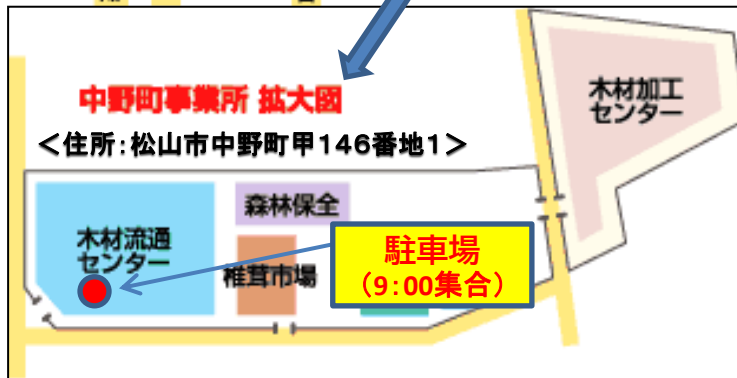 中野町事業所 拡大図
＜住所：松山市中野町甲146番地1＞
木材加工
センター
森林保全
木材流通
センター
椎茸市場
駐車場
（9：00集合）